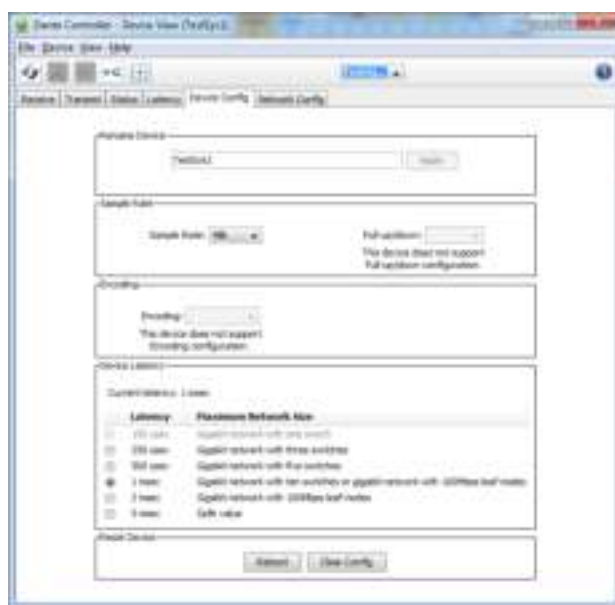 Dante Controller - Device View (TestSys1)
File Device View Help
Receive Transmit Status Latency Device Config Network Config
Rename Device
Apply
Sample Rate
Sample Rate: 48k
Pull-up/down:
This device does not support
Pull-up/down configuration.
Encoding
Encoding:
This device does not support
Encoding configuration.
Device Latency
Current latency: 1 msec
Latency Maximum Network Size
Gigabit network with one switch
250 usec Gigabit network with three switches
500 usec Gigabit network with five switches
1 msec Gigabit network with ten switches or gigabit network with 100Mbps leaf nodes
2 msec Gigabit network with 100Mbps leaf nodes
5 msec Safe value
Reset Device
Reboot Clear Config